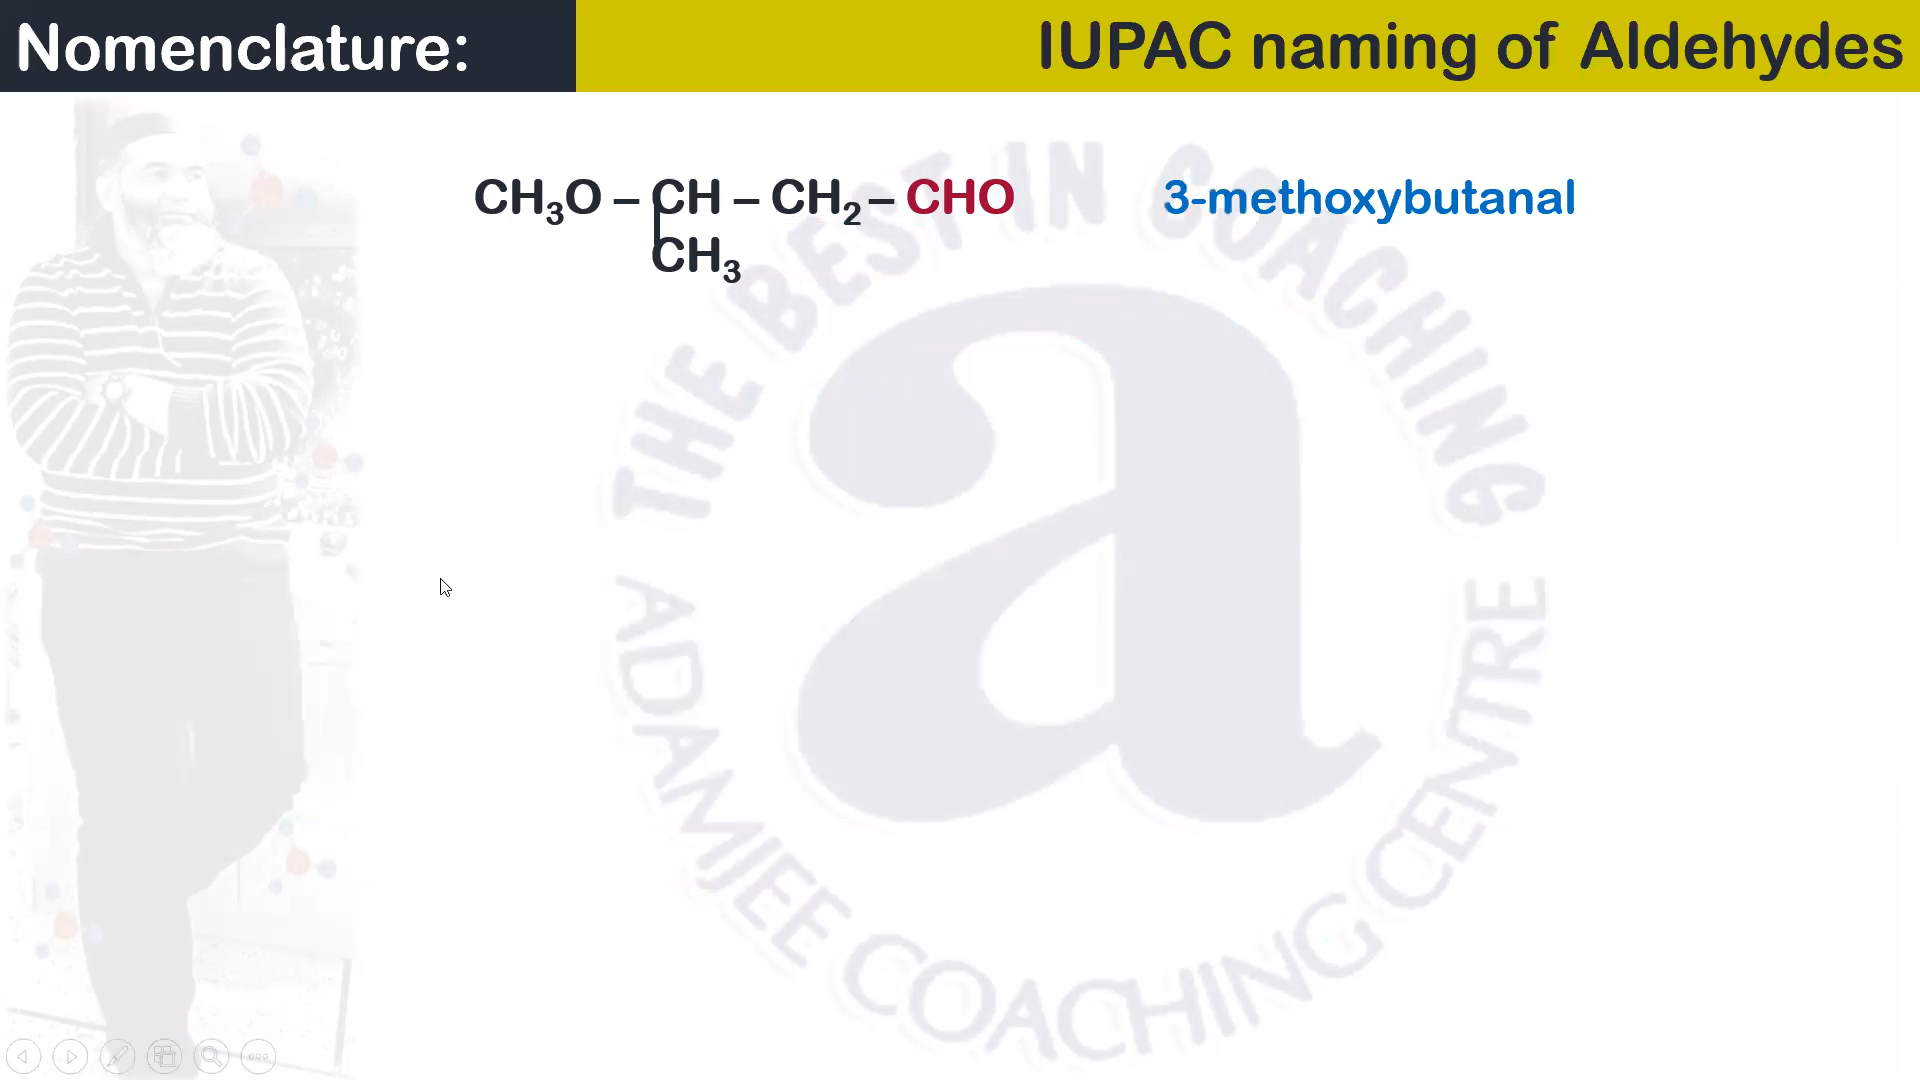 Nomenclature:
IUPAC naming of Aldehydes
CH₃O – CH – CH₂ – CHO
3-methoxybutanal
CH₃
THE BEST IN COACHING
a
ADAMJEE COACHING CENTRE